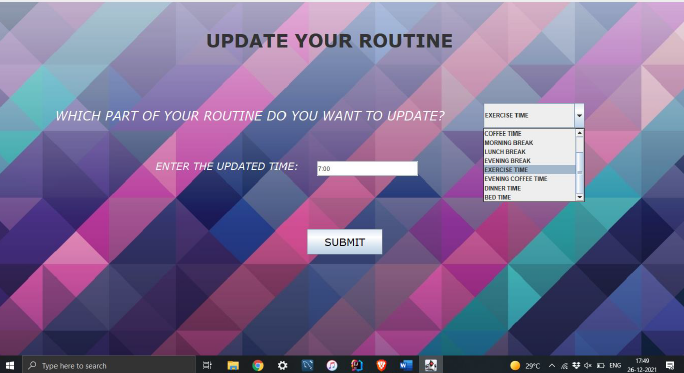 UPDATE YOUR ROUTINE
WHICH PART OF YOUR ROUTINE DO YOU WANT TO UPDATE?
EXERCISE TIME
COFFEE TIME
MORNING BREAK
LUNCH BREAK
EVENING BREAK
EXERCISE TIME
EVENING COFFEE TIME
DINNER TIME
BED TIME
ENTER THE UPDATED TIME:
7:00
SUBMIT
Type here to search
29°C
ENG
17:49
26-12-2021